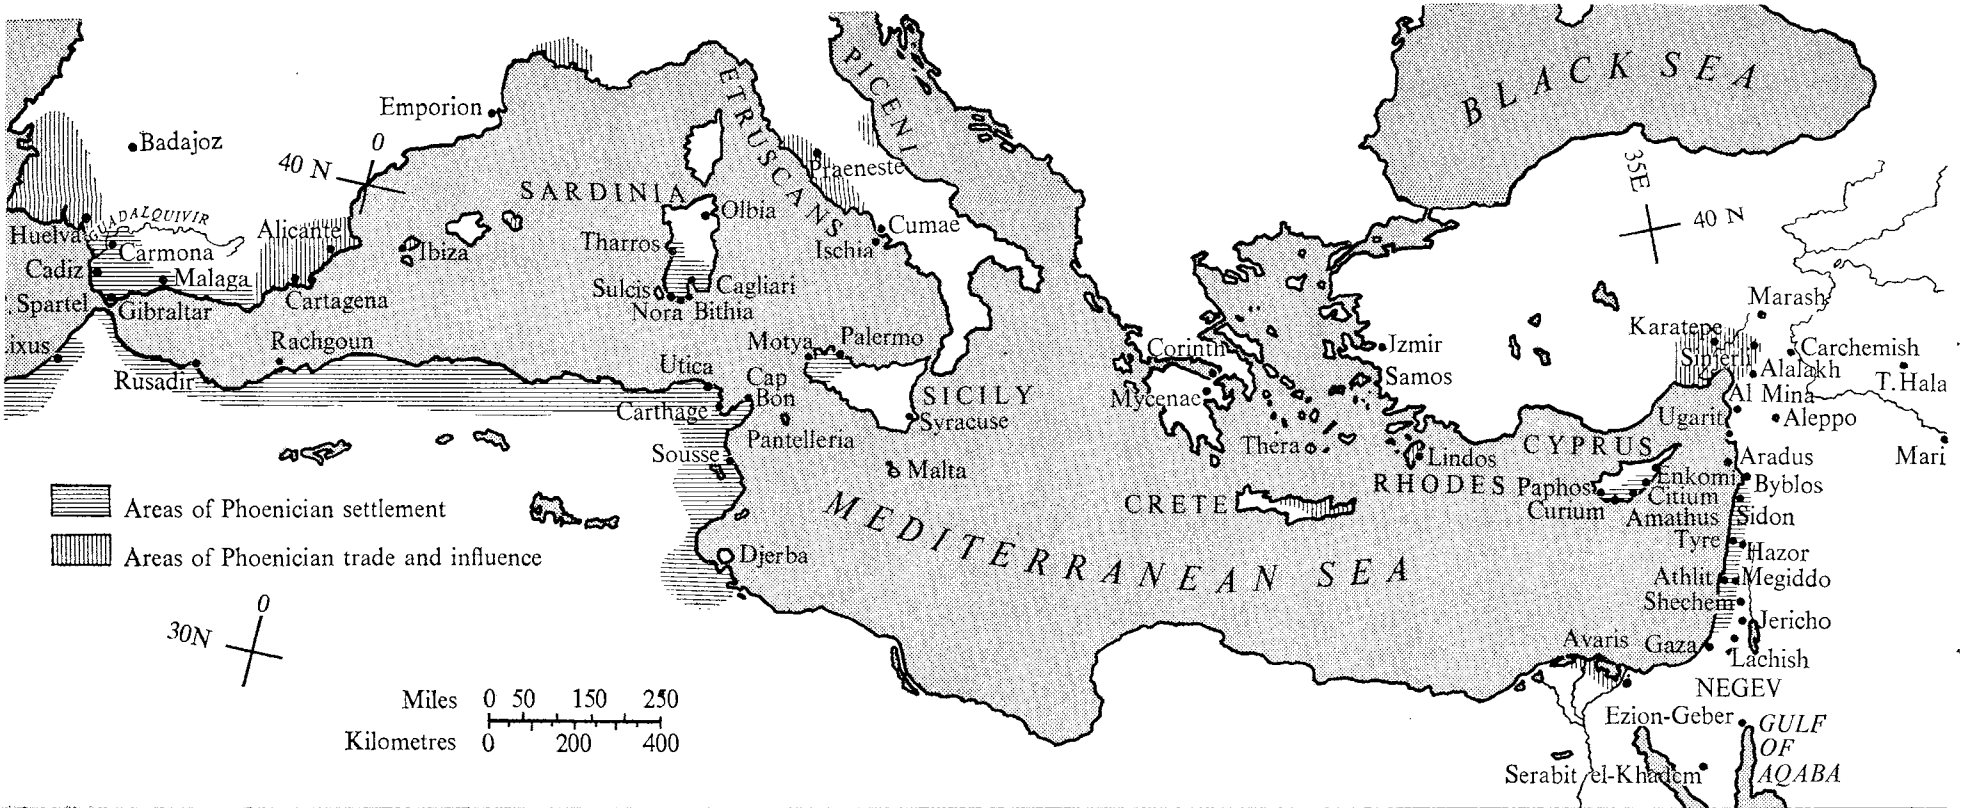 BLACK SEA
PICENI
ETRUSCANS
Emporion
0
40 N
Badajoz
Praeneste
35E
40 N
SARDINIA
Olbia
GUADALQUIVIR
Huelva
Alicante
Cumae
Carmona
Ibiza
Tharros
Ischia
Cadiz
Malaga
Sulcis
Cagliari
Cartagena
Spartel
Gibraltar
Nora
Bithia
Marash
Karatepe
Rachgoun
Motya
Palermo
Corinth
Izmir
Carchemish
ixus
Utica
Alalakh
Rusadir
Cap
Bon
Samos
T.Hala
Carthage
SICILY
Mycenae
Al Mina
Syracuse
Ugarit
Aleppo
Pantelleria
Thera
CYPRUS
Sousse
Malta
Lindos
Aradus
Mari
RHODES
Paphos
Enkomi
Byblos
Citium
Areas of Phoenician settlement
CRETE
Curium
Amathus
Sidon
MEDITERRANEAN SEA
Tyre
Areas of Phoenician trade and influence
Djerba
Hazor
Athlit
Megiddo
Shechem
0
30N
Jericho
Avaris
Gaza
Lachish
NEGEV
Miles 0 50 150 250
Ezion-Geber
GULF
OF
AQABA
Kilometres 0 200 400
Serabit el-Khadem